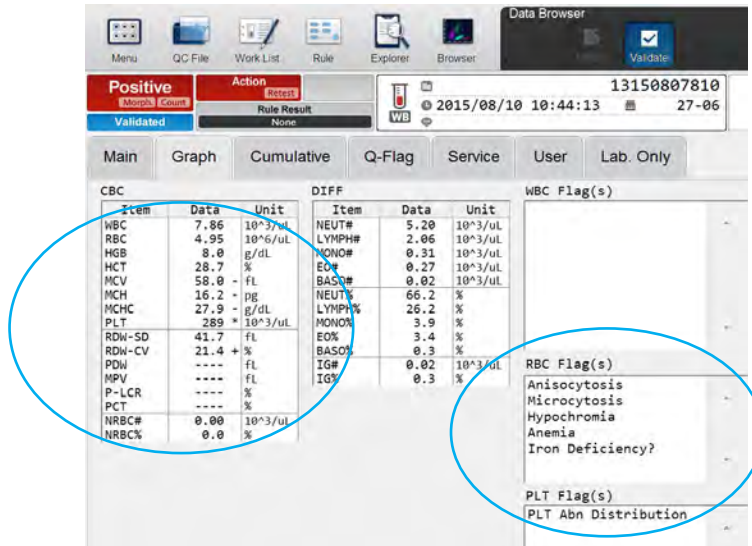 Data Browser
Menu QC File Work List Rule Explorer Browser Validate
Positive
Morph. Count
Validated
Action
Retest
Rule Result
None
WB
13150807810
2015/08/10 10:44:13 27-06
Main Graph Cumulative Q-Flag Service User Lab. Only
CBC
Item Data Unit
WBC 7.86 10^3/uL
RBC 4.95 10^6/uL
HGB 8.0 g/dL
HCT 28.7 %
MCV 58.0 - fL
MCH 16.2 - pg
MCHC 27.9 - g/dL
PLT 289 * 10^3/uL
RDW-SD 41.7 fL
RDW-CV 21.4 + %
PDW ---- fL
MPV ---- fL
P-LCR ---- %
PCT ---- %
NRBC# 0.00 10^3/uL
NRBC% 0.0 %
DIFF
Item Data Unit
NEUT# 5.20 10^3/uL
LYMPH# 2.06 10^3/uL
MONO# 0.31 10^3/uL
EO# 0.27 10^3/uL
BASO# 0.02 10^3/uL
NEUT% 66.2 %
LYMPH% 26.2 %
MONO% 3.9 %
EO% 3.4 %
BASO% 0.3 %
IG# 0.02 10^3/uL
IG% 0.3 %
WBC Flag(s)
RBC Flag(s)
Anisocytosis
Microcytosis
Hypochromia
Anemia
Iron Deficiency?
PLT Flag(s)
PLT Abn Distribution